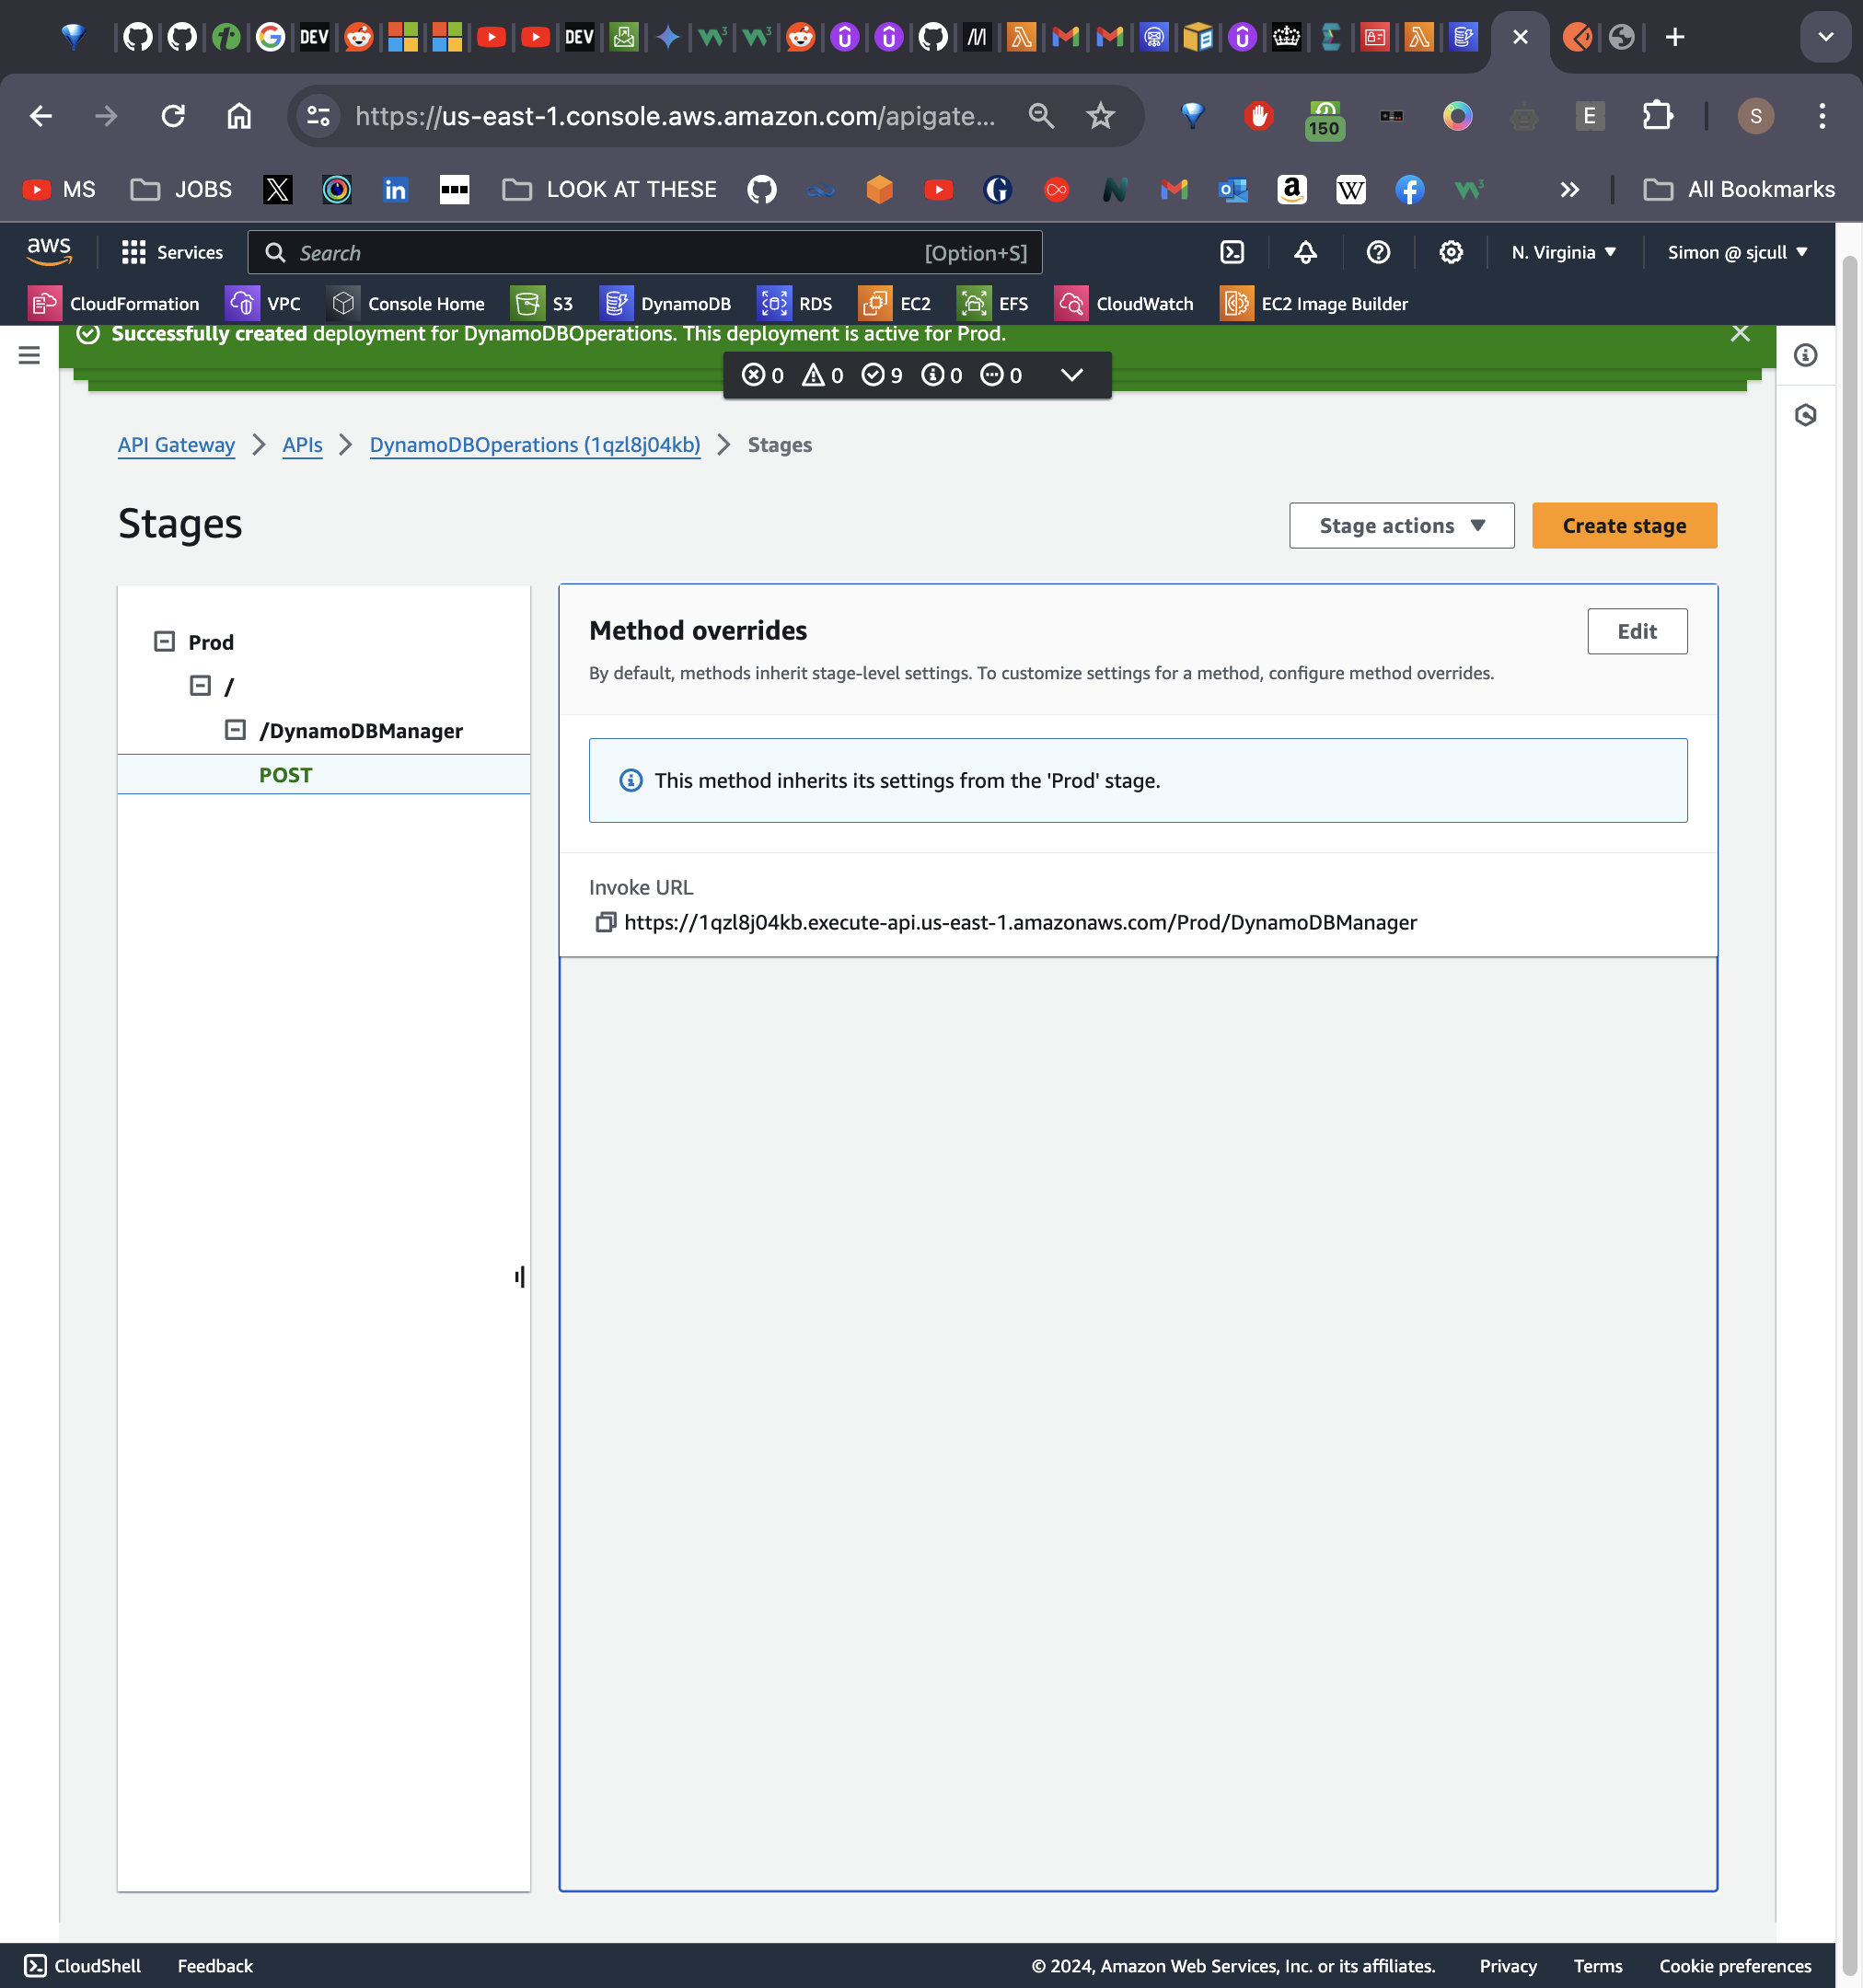 DEV
DEV
https://us-east-1.console.aws.amazon.com/apigate...
150
E
S
MS
JOBS
LOOK AT THESE
All Bookmarks
aws
Services
Search
[Option+S]
N. Virginia
Simon @ sjcull
CloudFormation
VPC
Console Home
S3
DynamoDB
RDS
EC2
EFS
CloudWatch
EC2 Image Builder
Successfully created deployment for DynamoDBOperations. This deployment is active for Prod.
0 0 9 0 0
API Gateway > APIs > DynamoDBOperations (1qzl8j04kb) > Stages
Stages
Stage actions
Create stage
Prod
/
/DynamoDBManager
POST
Method overrides
Edit
By default, methods inherit stage-level settings. To customize settings for a method, configure method overrides.
This method inherits its settings from the 'Prod' stage.
Invoke URL
https://1qzl8j04kb.execute-api.us-east-1.amazonaws.com/Prod/DynamoDBManager
CloudShell
Feedback
© 2024, Amazon Web Services, Inc. or its affiliates.
Privacy
Terms
Cookie preferences